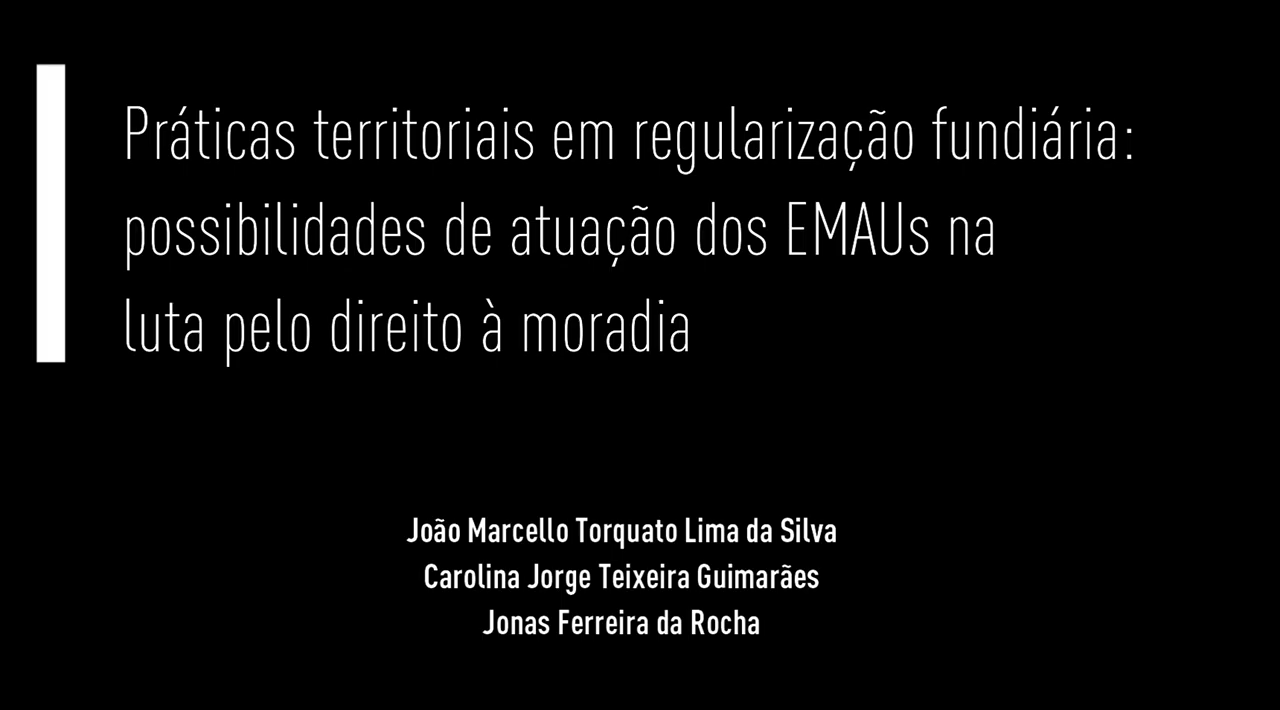 Práticas territoriais em regularização fundiária:
possibilidades de atuação dos EMAUs na
luta pelo direito à moradia
João Marcello Torquato Lima da Silva
Carolina Jorge Teixeira Guimarães
Jonas Ferreira da Rocha